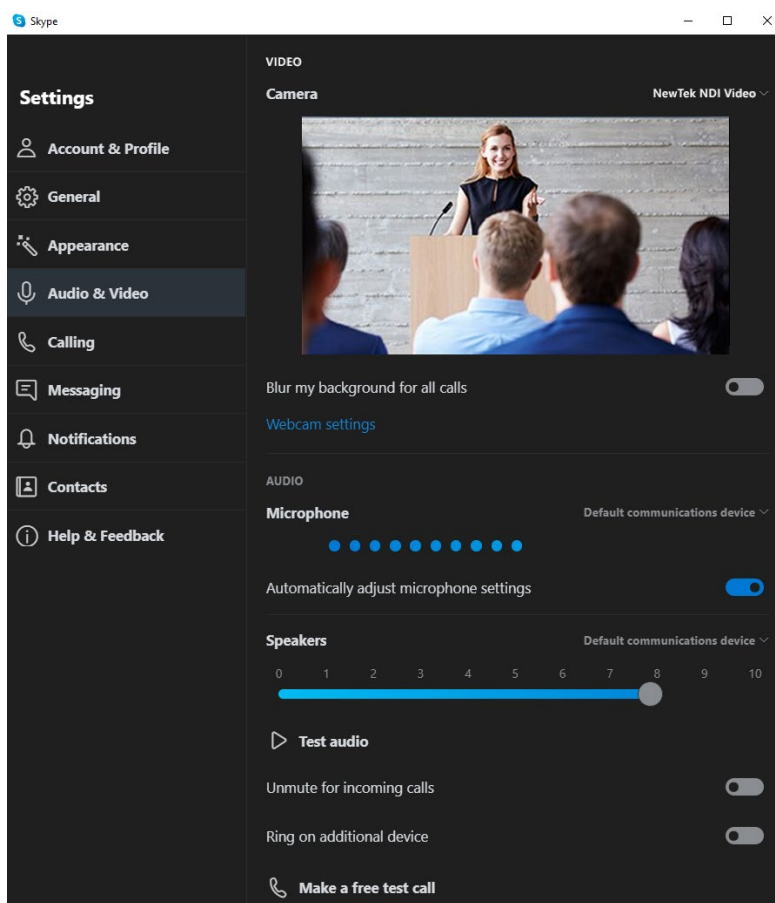 Skype
Settings
Account & Profile
General
Appearance
Audio & Video
Calling
Messaging
Notifications
Contacts
Help & Feedback
VIDEO
Camera NewTek NDI Video
Blur my background for all calls
Webcam settings
AUDIO
Microphone Default communications device
Automatically adjust microphone settings
Speakers Default communications device
0 1 2 3 4 5 6 7 8 9 10
Test audio
Unmute for incoming calls
Ring on additional device
Make a free test call